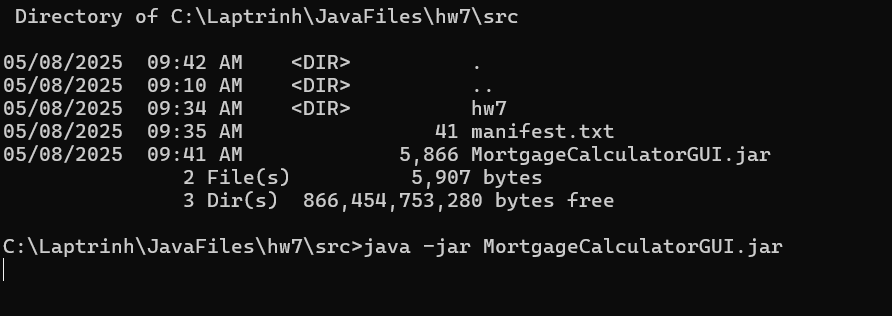 Directory of C:\Laptrinh\JavaFiles\hw7\src
05/08/2025  09:42 AM    <DIR>          .
05/08/2025  09:10 AM    <DIR>          ..
05/08/2025  09:34 AM    <DIR>          hw7
05/08/2025  09:35 AM                41 manifest.txt
05/08/2025  09:41 AM             5,866 MortgageCalculatorGUI.jar
2 File(s)          5,907 bytes
3 Dir(s)  866,454,753,280 bytes free
C:\Laptrinh\JavaFiles\hw7\src>java -jar MortgageCalculatorGUI.jar